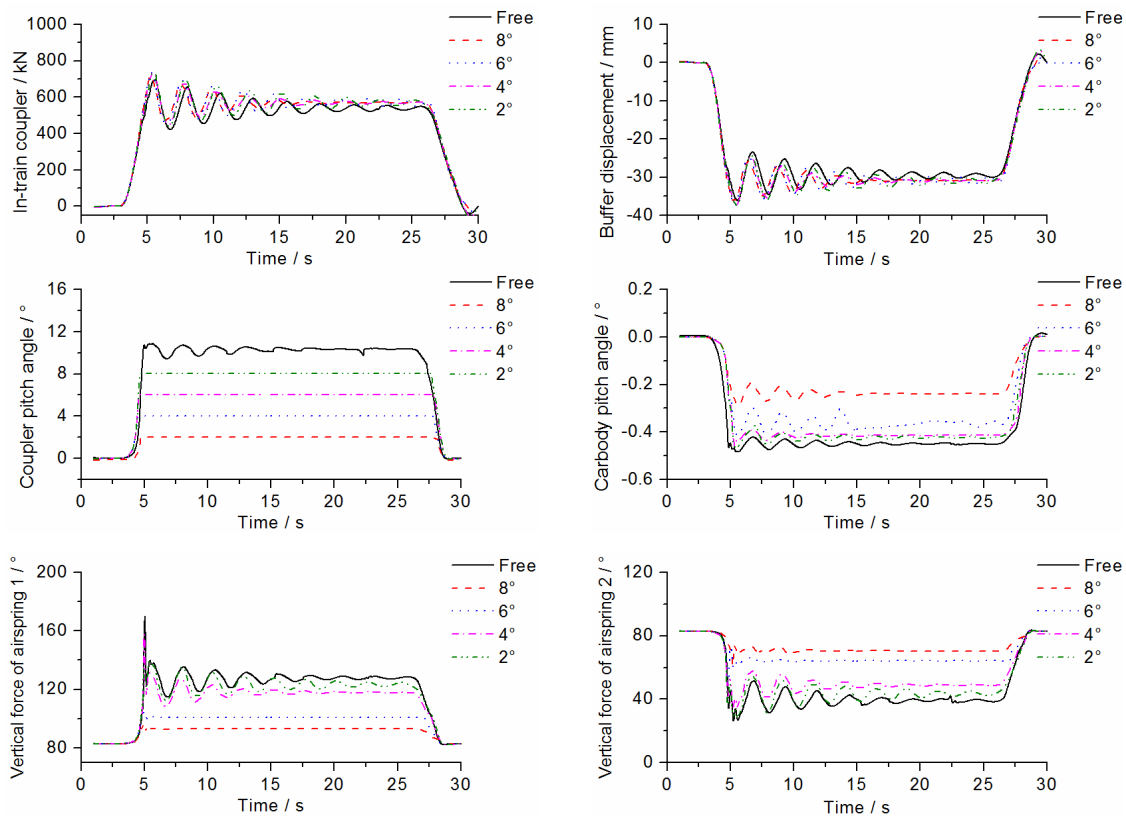 In-train coupler / kN
1000
800
600
400
200
0
0 5 10 15 20 25 30
Time / s
Free
8°
6°
4°
2°
Buffer displacement / mm
10
0
-10
-20
-30
-40
0 5 10 15 20 25 30
Time / s
Free
8°
6°
4°
2°
Coupler pitch angle / °
16
12
8
4
0
0 5 10 15 20 25 30
Time / s
Free
8°
6°
4°
2°
Carbody pitch angle / °
0.2
0.0
-0.2
-0.4
-0.6
0 5 10 15 20 25 30
Time / s
Free
8°
6°
4°
2°
Vertical force of airspring 1 / °
200
160
120
80
0 5 10 15 20 25 30
Time / s
Free
8°
6°
4°
2°
Vertical force of airspring 2 / °
120
80
40
0
0 5 10 15 20 25 30
Time / s
Free
8°
6°
4°
2°